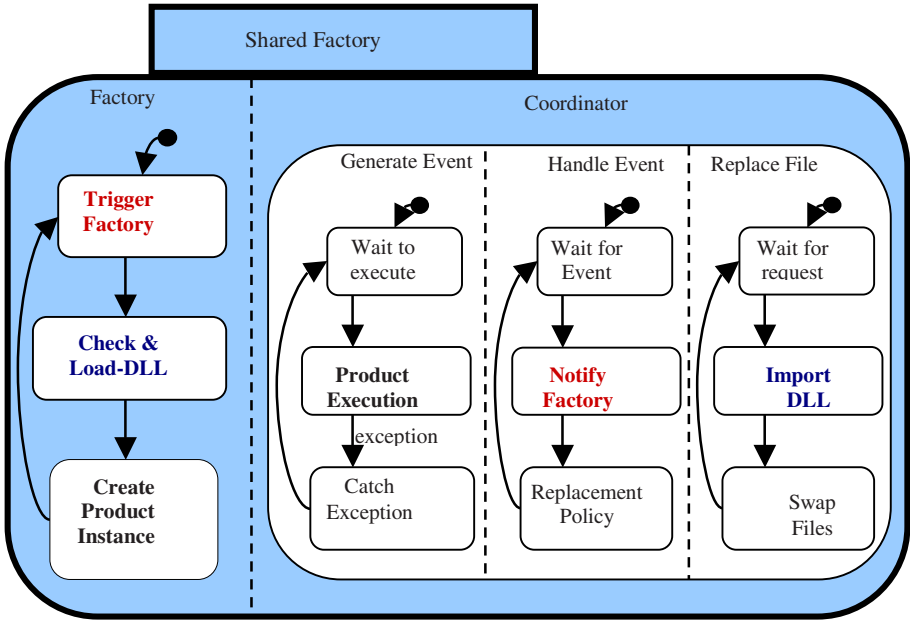 Shared Factory
Factory
Coordinator
Trigger
Factory
Check &
Load-DLL
Create
Product
Instance
Generate Event
Wait to
execute
Product
Execution
exception
Catch
Exception
Handle Event
Wait for
Event
Notify
Factory
Replacement
Policy
Replace File
Wait for
request
Import
DLL
Swap
Files